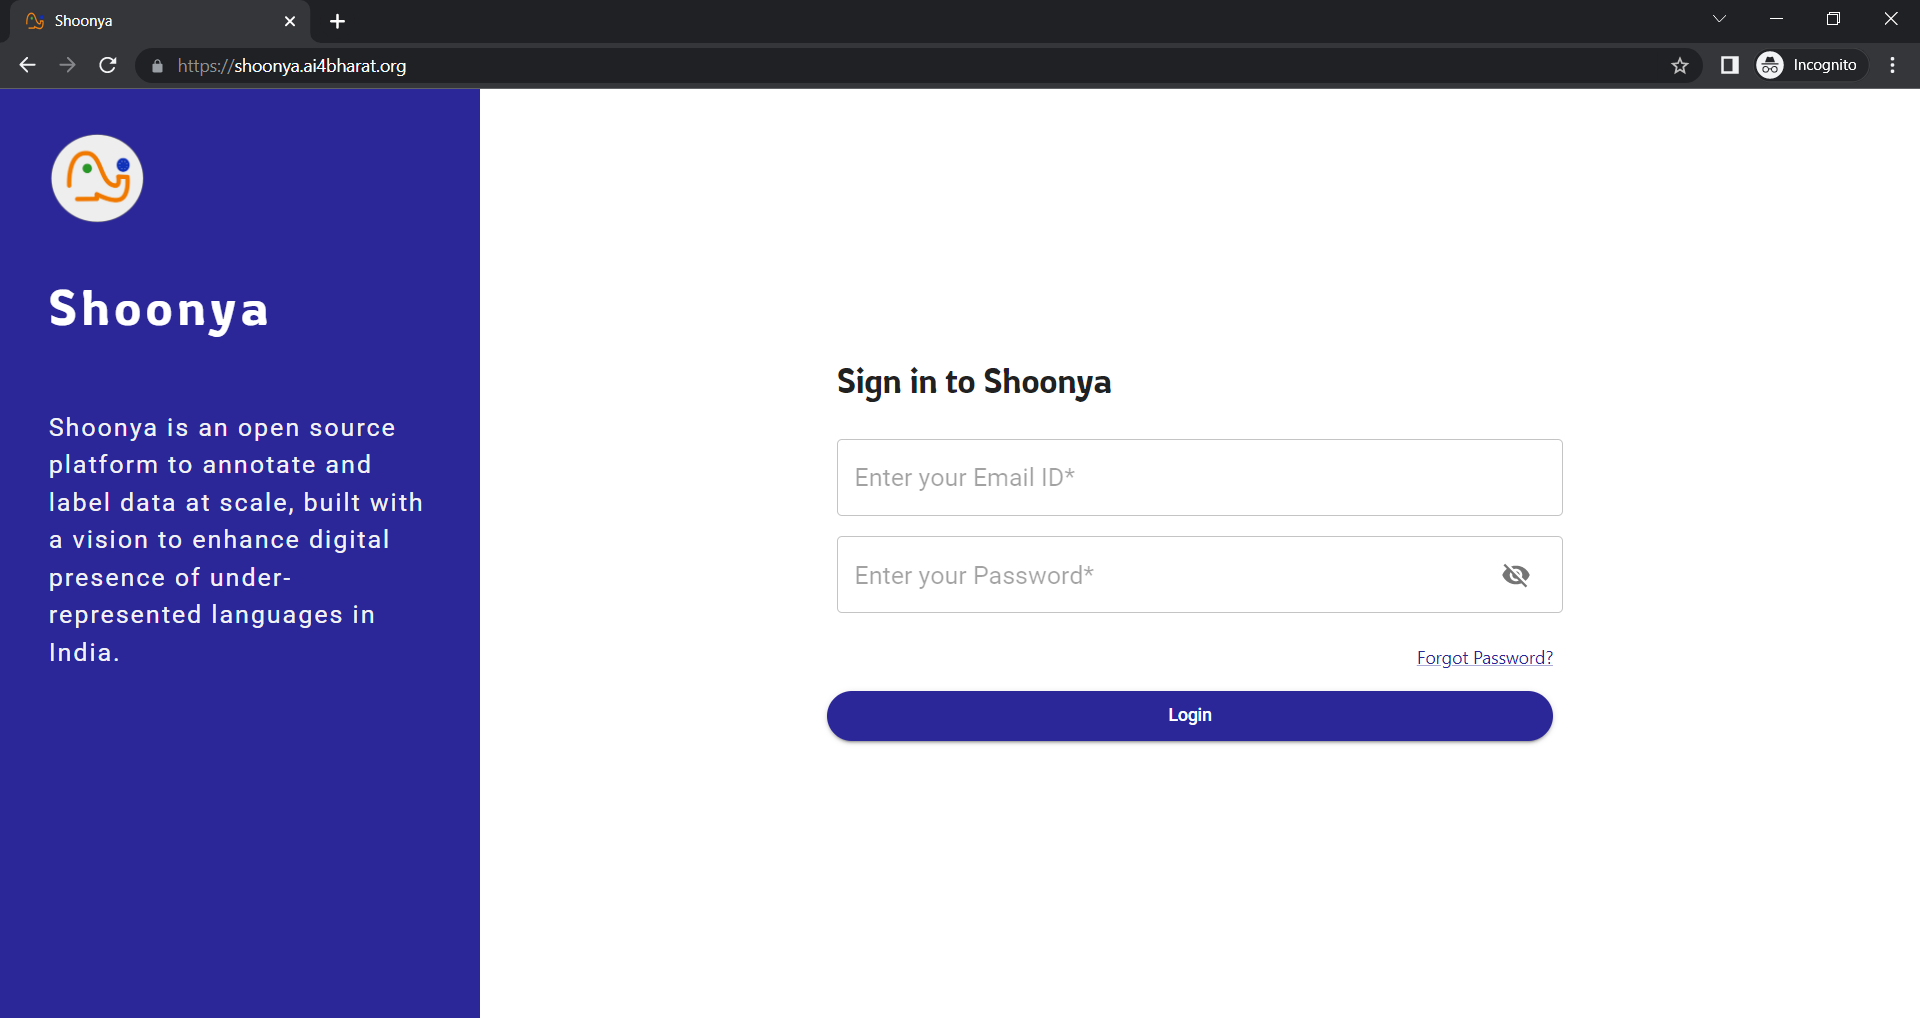 Shoonya
https://shoonya.ai4bharat.org
Incognito
Shoonya
Shoonya is an open source
platform to annotate and
label data at scale, built with
a vision to enhance digital
presence of under-
represented languages in
India.
Sign in to Shoonya
Enter your Email ID*
Enter your Password*
Forgot Password?
Login